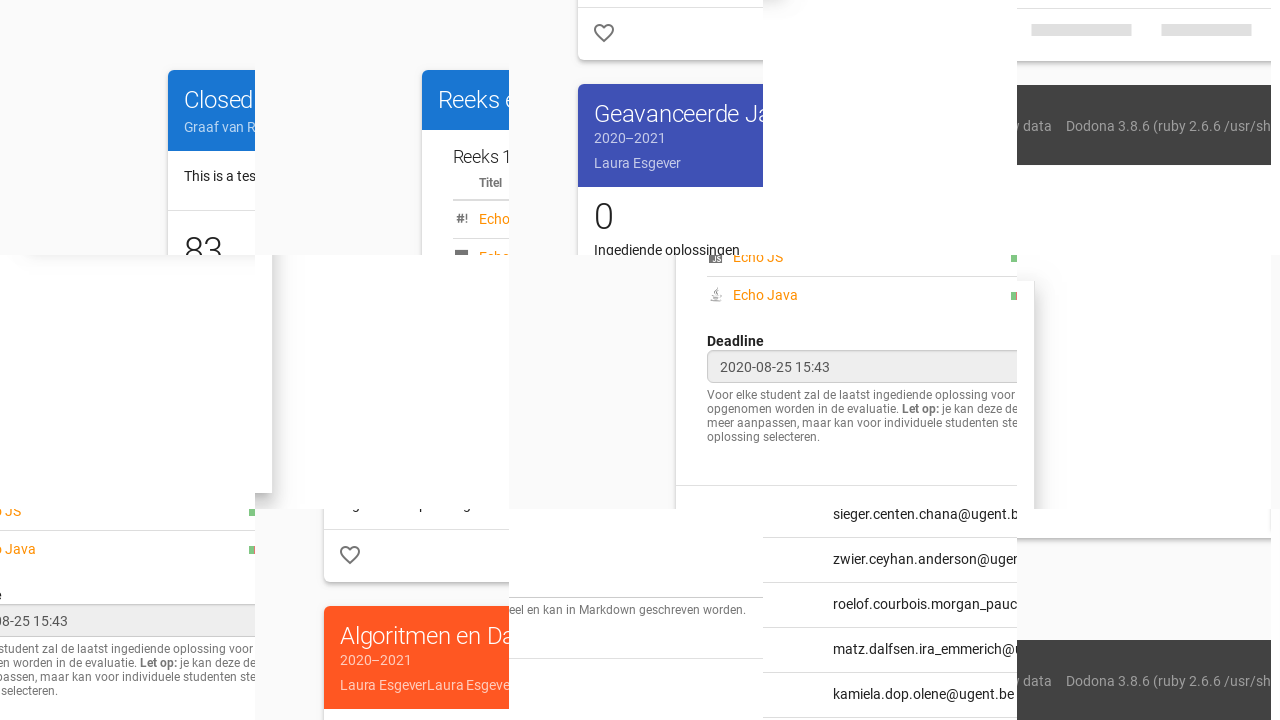 Closed
Graaf van R
This is a tes
83
Reeks e
Reeks 1
Titel
#! Echo
Geavanceerde Ja
2020–2021
Laura Esgever
0
Ingediende oplossingen
data Dodona 3.8.6 (ruby 2.6.6 /usr/sh
Echo JS
Echo Java
Deadline
2020-08-25 15:43
Voor elke student zal de laatst ingediende oplossing voor
opgenomen worden in de evaluatie. Let op: je kan deze de
meer aanpassen, maar kan voor individuele studenten ste
oplossing selecteren.
o JS
o Java
e
08-25 15:43
student zal de laatst ingediende oplossing voor
en worden in de evaluatie. Let op: je kan deze de
passen, maar kan voor individuele studenten ste
selecteren.
Algoritmen en Da
2020–2021
Laura EsgeverLaura Esgeve
eel en kan in Markdown geschreven worden.
sieger.centen.chana@ugent.b
zwier.ceyhan.anderson@ugen
roelof.courbois.morgan_pauc
matz.dalfsen.ira_emmerich@u
kamiela.dop.olene@ugent.be
data Dodona 3.8.6 (ruby 2.6.6 /usr/sh